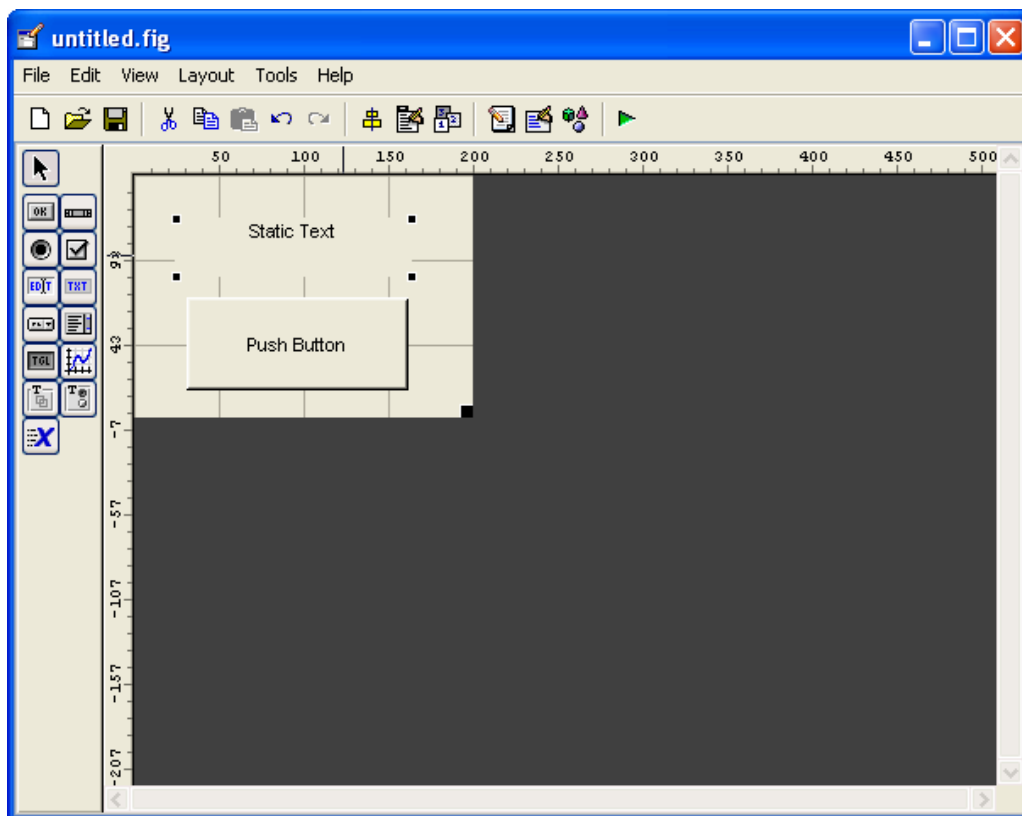 untitled.fig
File Edit View Layout Tools Help
50 100 150 200 250 300 350 400 450 500
OK
EDIT TXT
TGL
T T
X
Static Text
93
Push Button
43
-7
-57
-107
-157
-207